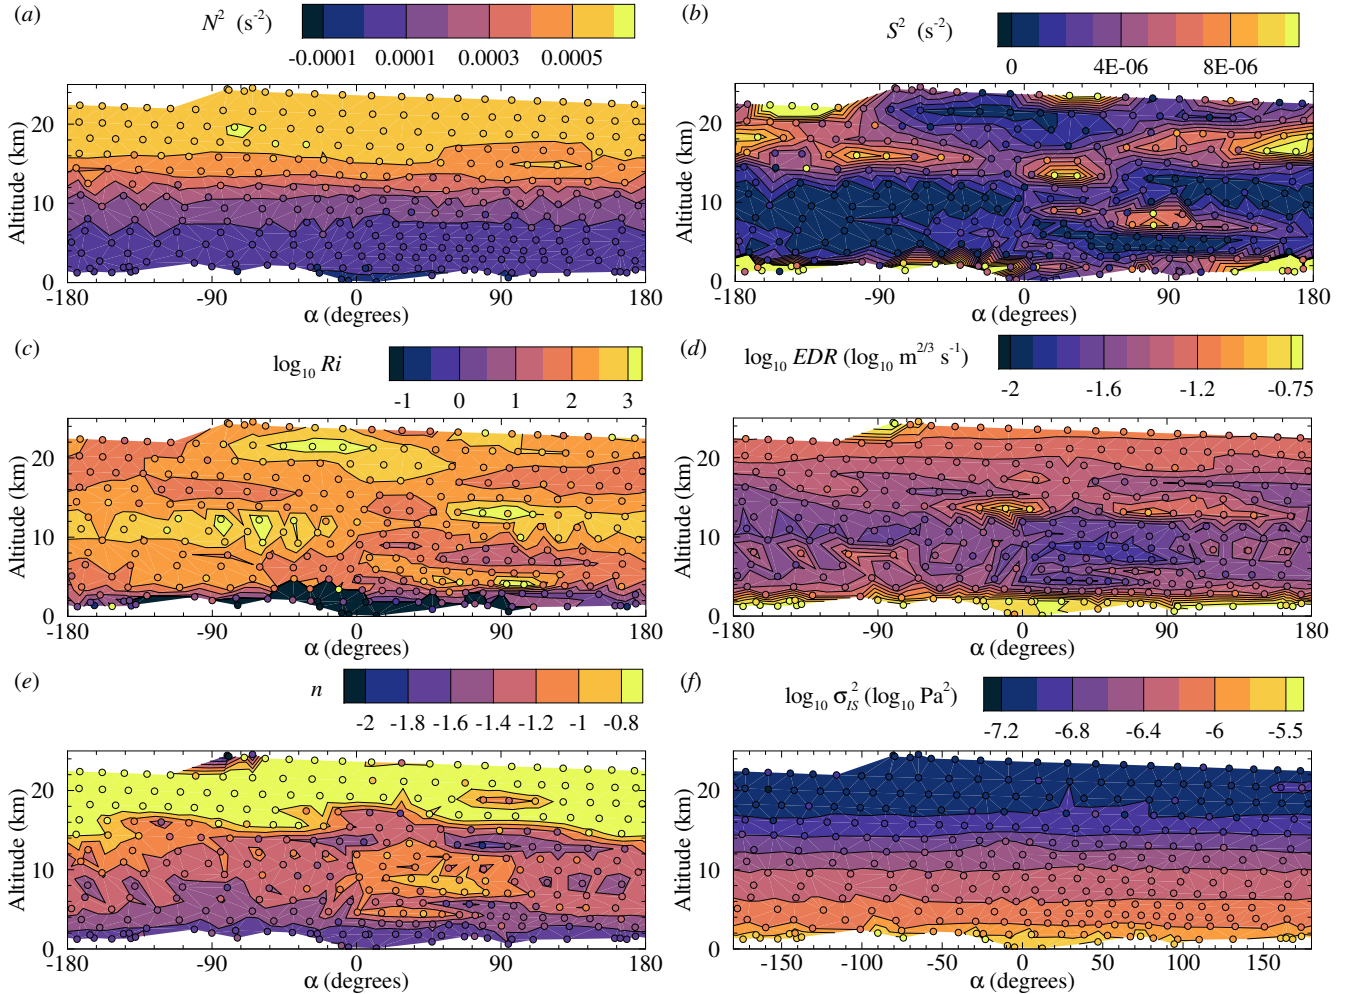 (a) N² (s⁻²)
-0.0001 0.0001 0.0003 0.0005
Altitude (km)
20
10
0
-180 -90 0 90 180
α (degrees)
(b) S² (s⁻²)
0 4E-06 8E-06
Altitude (km)
20
10
0
-180 -90 0 90 180
α (degrees)
(c) log₁₀ Ri
-1 0 1 2 3
Altitude (km)
20
10
0
-180 -90 0 90 180
α (degrees)
(d) log₁₀ EDR (log₁₀ m²ᐟ³ s⁻¹)
-2 -1.6 -1.2 -0.75
Altitude (km)
20
10
0
-180 -90 0 90 180
α (degrees)
(e) n
-2 -1.8 -1.6 -1.4 -1.2 -1 -0.8
Altitude (km)
20
10
0
-180 -90 0 90 180
α (degrees)
(f) log₁₀ σ²_IS (log₁₀ Pa²)
-7.2 -6.8 -6.4 -6 -5.5
Altitude (km)
20
10
0
-150 -100 -50 0 50 100 150
α (degrees)